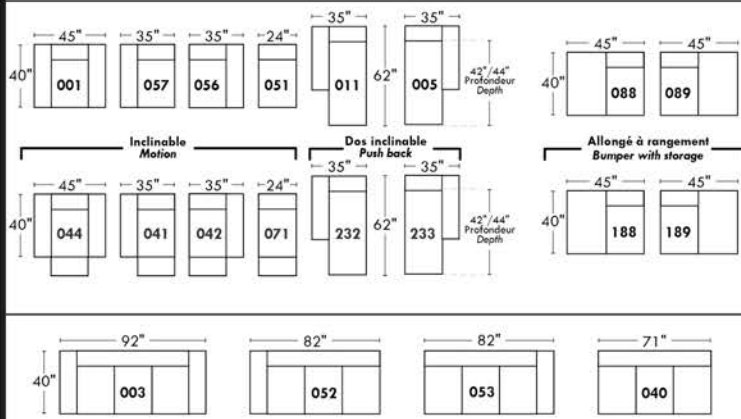 45" 35" 35" 24" 35" 35" 45" 45"
40" 001 057 056 051 011 62" 005 42"/44" Profondeur Depth 40" 088 089
Inclinable Dos inclinable Allongé à rangement
Motion Push back Bumper with storage
45" 35" 35" 24" 35" 35" 45" 45"
40" 044 041 042 071 232 62" 233 42"/44" Profondeur Depth 40" 188 189
92" 82" 82" 71"
40" 003 052 053 040